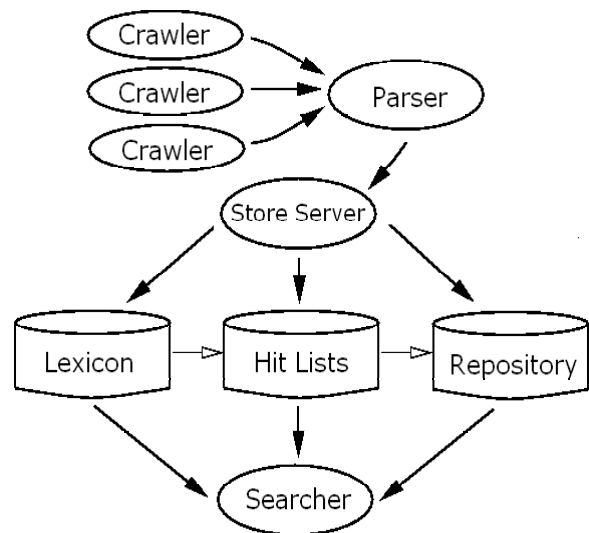 Crawler
Crawler
Crawler
Parser
Store Server
Lexicon
Hit Lists
Repository
Searcher